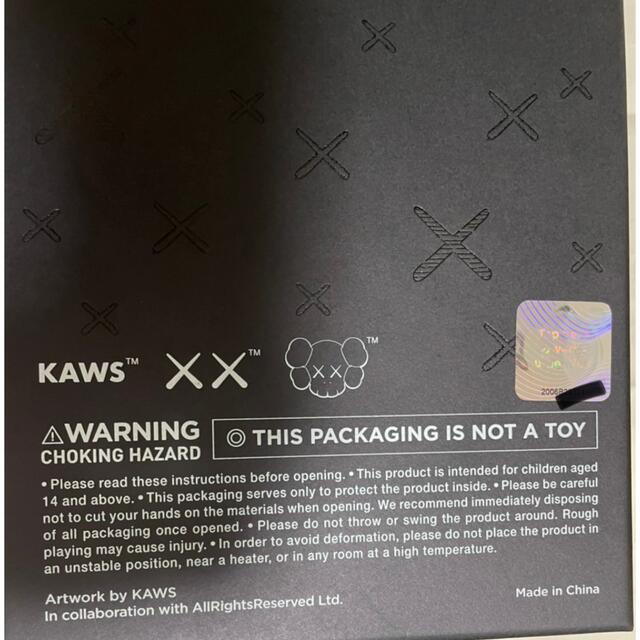 KAWS™ XX™ ™
⚠WARNING
CHOKING HAZARD
◎ THIS PACKAGING IS NOT A TOY
• Please read these instructions before opening. • This product is intended for children aged
14 and above. • This packaging serves only to protect the product inside. • Please be careful
not to cut your hands on the materials when opening. We recommend immediately disposing
of all packaging once opened. • Please do not throw or swing the product around. Rough
playing may cause injury. • In order to avoid deformation, please do not place the product in
an unstable position, near a heater, or in any room at a high temperature.
Artwork by KAWS
In collaboration with AllRightsReserved Ltd.
Made in China